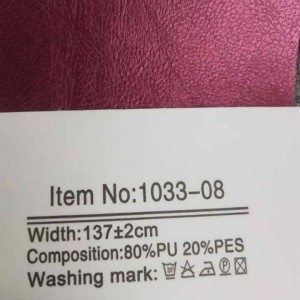 Item No:1033-08
Width:137±2cm
Composition:80%PU 20%PES
Washing mark: